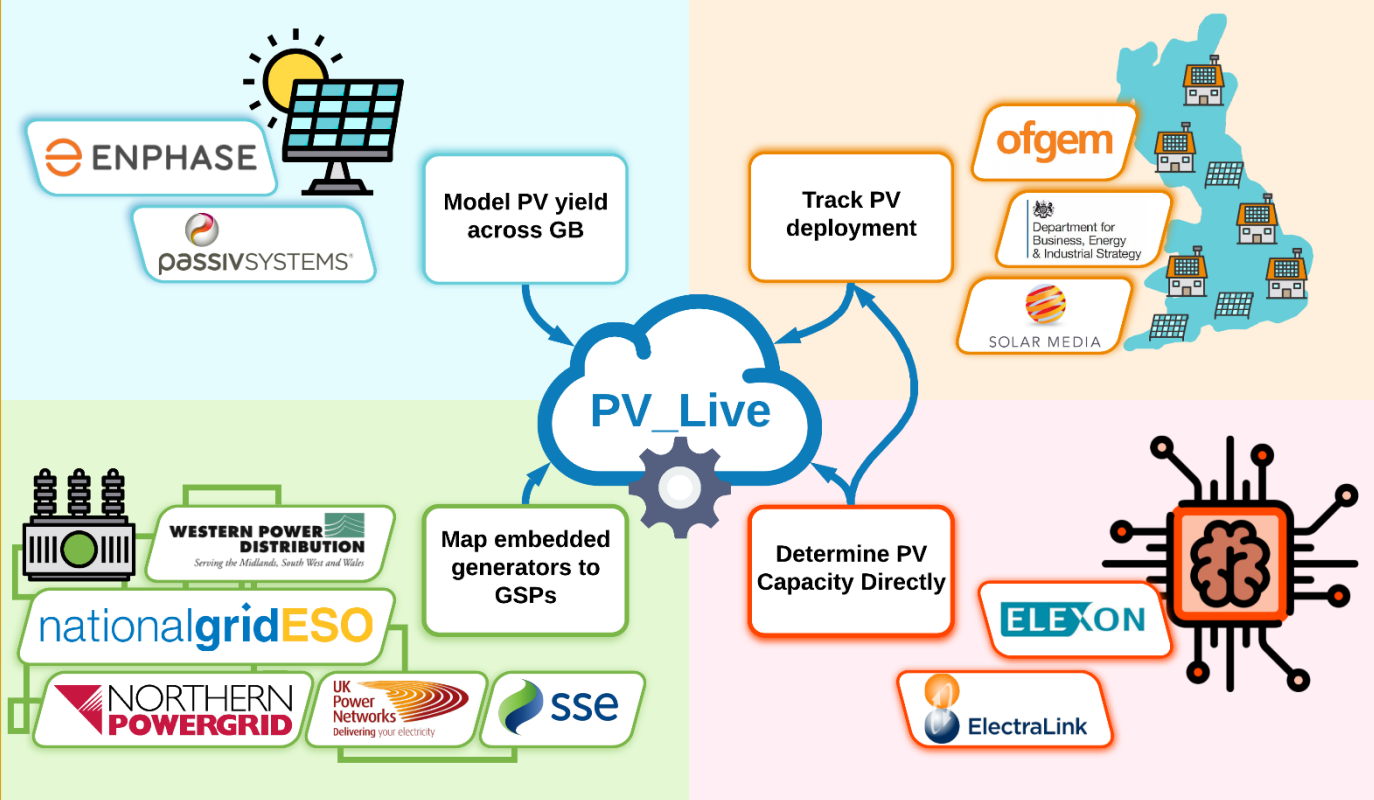 ENPHASE
passivSYSTEMS®
Model PV yield
across GB
Track PV
deployment
ofgem
Department for
Business, Energy
& Industrial Strategy
SOLAR MEDIA
PV_Live
WESTERN POWER
DISTRIBUTION
Serving the Midlands, South West and Wales
nationalgridESO
NORTHERN
POWERGRID
UK
Power
Networks
Delivering your electricity
sse
Map embedded
generators to
GSPs
Determine PV
Capacity Directly
ELEXON
ElectraLink